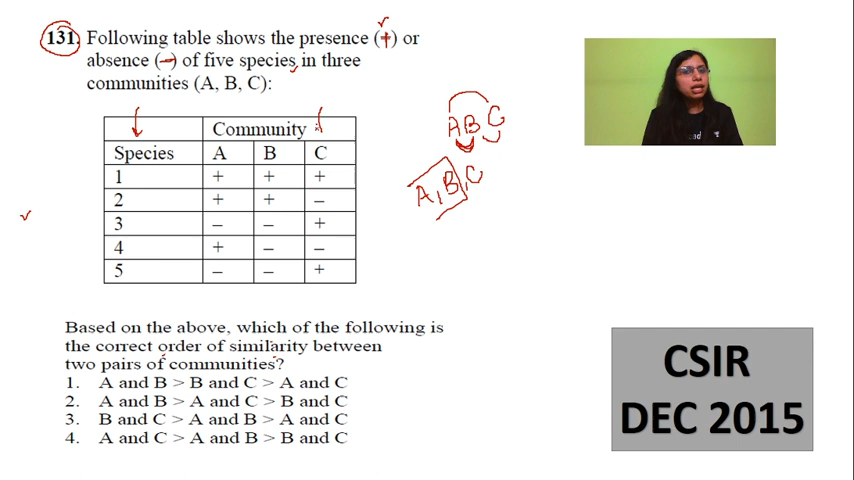 131. Following table shows the presence (+) or
absence (–) of five species in three
communities (A, B, C):
Community
Species A B C
1 + + +
2 + + –
3 – – +
4 + – –
5 – – +
A B C
A, B, C
Based on the above, which of the following is
the correct order of similarity between
two pairs of communities?
1. A and B > B and C > A and C
2. A and B > A and C > B and C
3. B and C > A and B > A and C
4. A and C > A and B > B and C
CSIR
DEC 2015